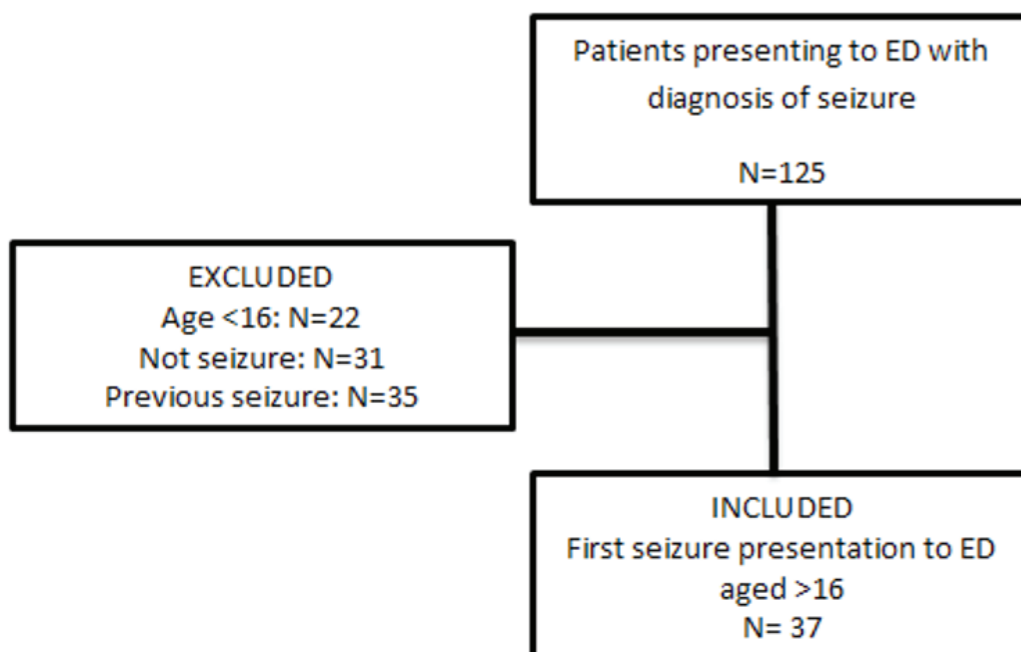 Patients presenting to ED with
diagnosis of seizure
N=125
EXCLUDED
Age <16: N=22
Not seizure: N=31
Previous seizure: N=35
INCLUDED
First seizure presentation to ED
aged >16
N= 37